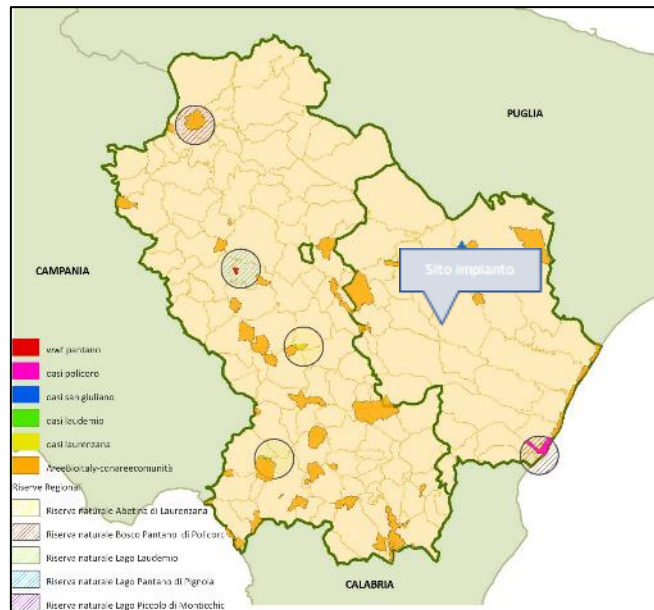 PUGLIA
Sito Impianto
CAMPANIA
wwf pantano
oasi policoro
oasi san giuliano
oasi laudemio
oasi laurenzana
AreeBioitaly-conareecomunità
Riserve Regionali
Riserva naturale Abetina di Laurenzana
Riserva naturale Bosco Pantano di Policoro
Riserva naturale Lago Laudemio
Riserva naturale Lago Pantano di Pignola
Riserva naturale Lago Piccolo di Monticchio
CALABRIA